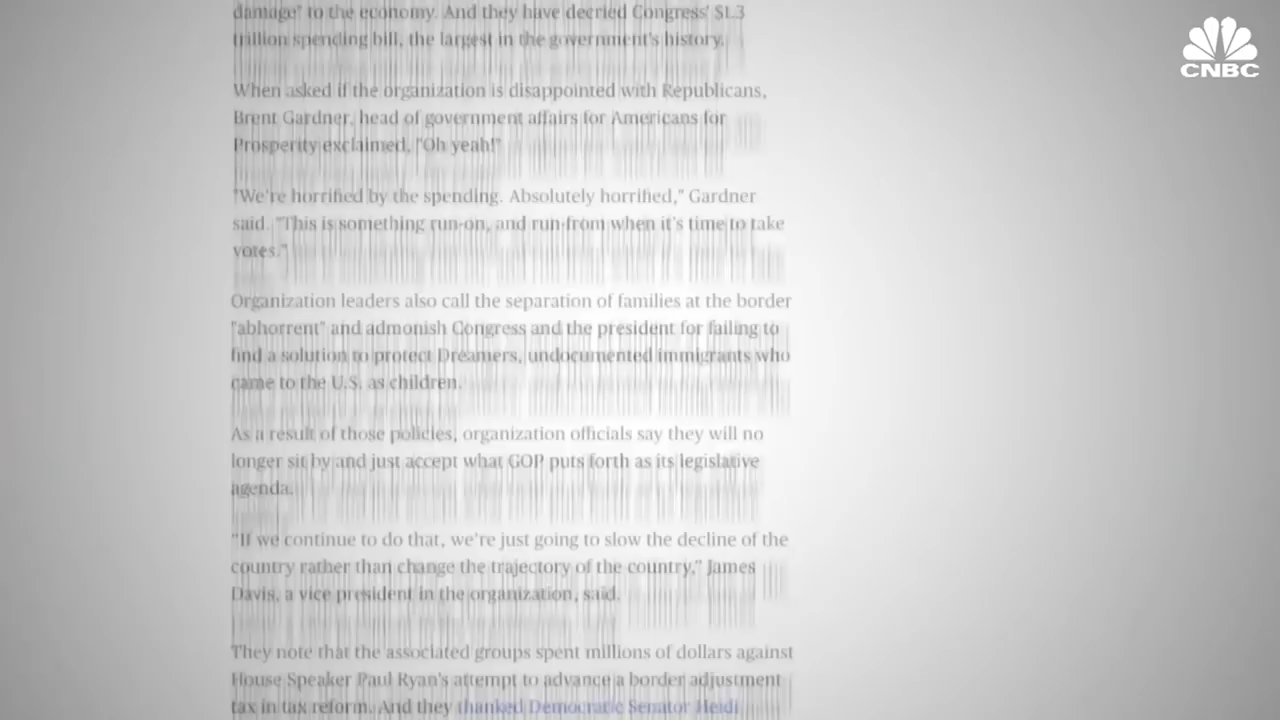 damage" to the economy. And they have decried Congress' $1.3
trillion spending bill, the largest in the government's history.
When asked if the organization is disappointed with Republicans,
Brent Gardner, head of government affairs for Americans for
Prosperity exclaimed, "Oh yeah!"
"We're horrified by the spending. Absolutely horrified," Gardner
said. "This is something run-on, and run-from when it's time to take
votes."
Organization leaders also call the separation of families at the border
"abhorrent" and admonish Congress and the president for failing to
find a solution to protect Dreamers, undocumented immigrants who
came to the U.S. as children.
As a result of those policies, organization officials say they will no
longer sit by and just accept what GOP puts forth as its legislative
agenda.
"If we continue to do that, we're just going to slow the decline of the
country rather than change the trajectory of the country," James
Davis, a vice president in the organization, said.
They note that the associated groups spent millions of dollars against
House Speaker Paul Ryan's attempt to advance a border adjustment
tax in tax reform. And they thanked Democratic Senator Heidi
CNBC